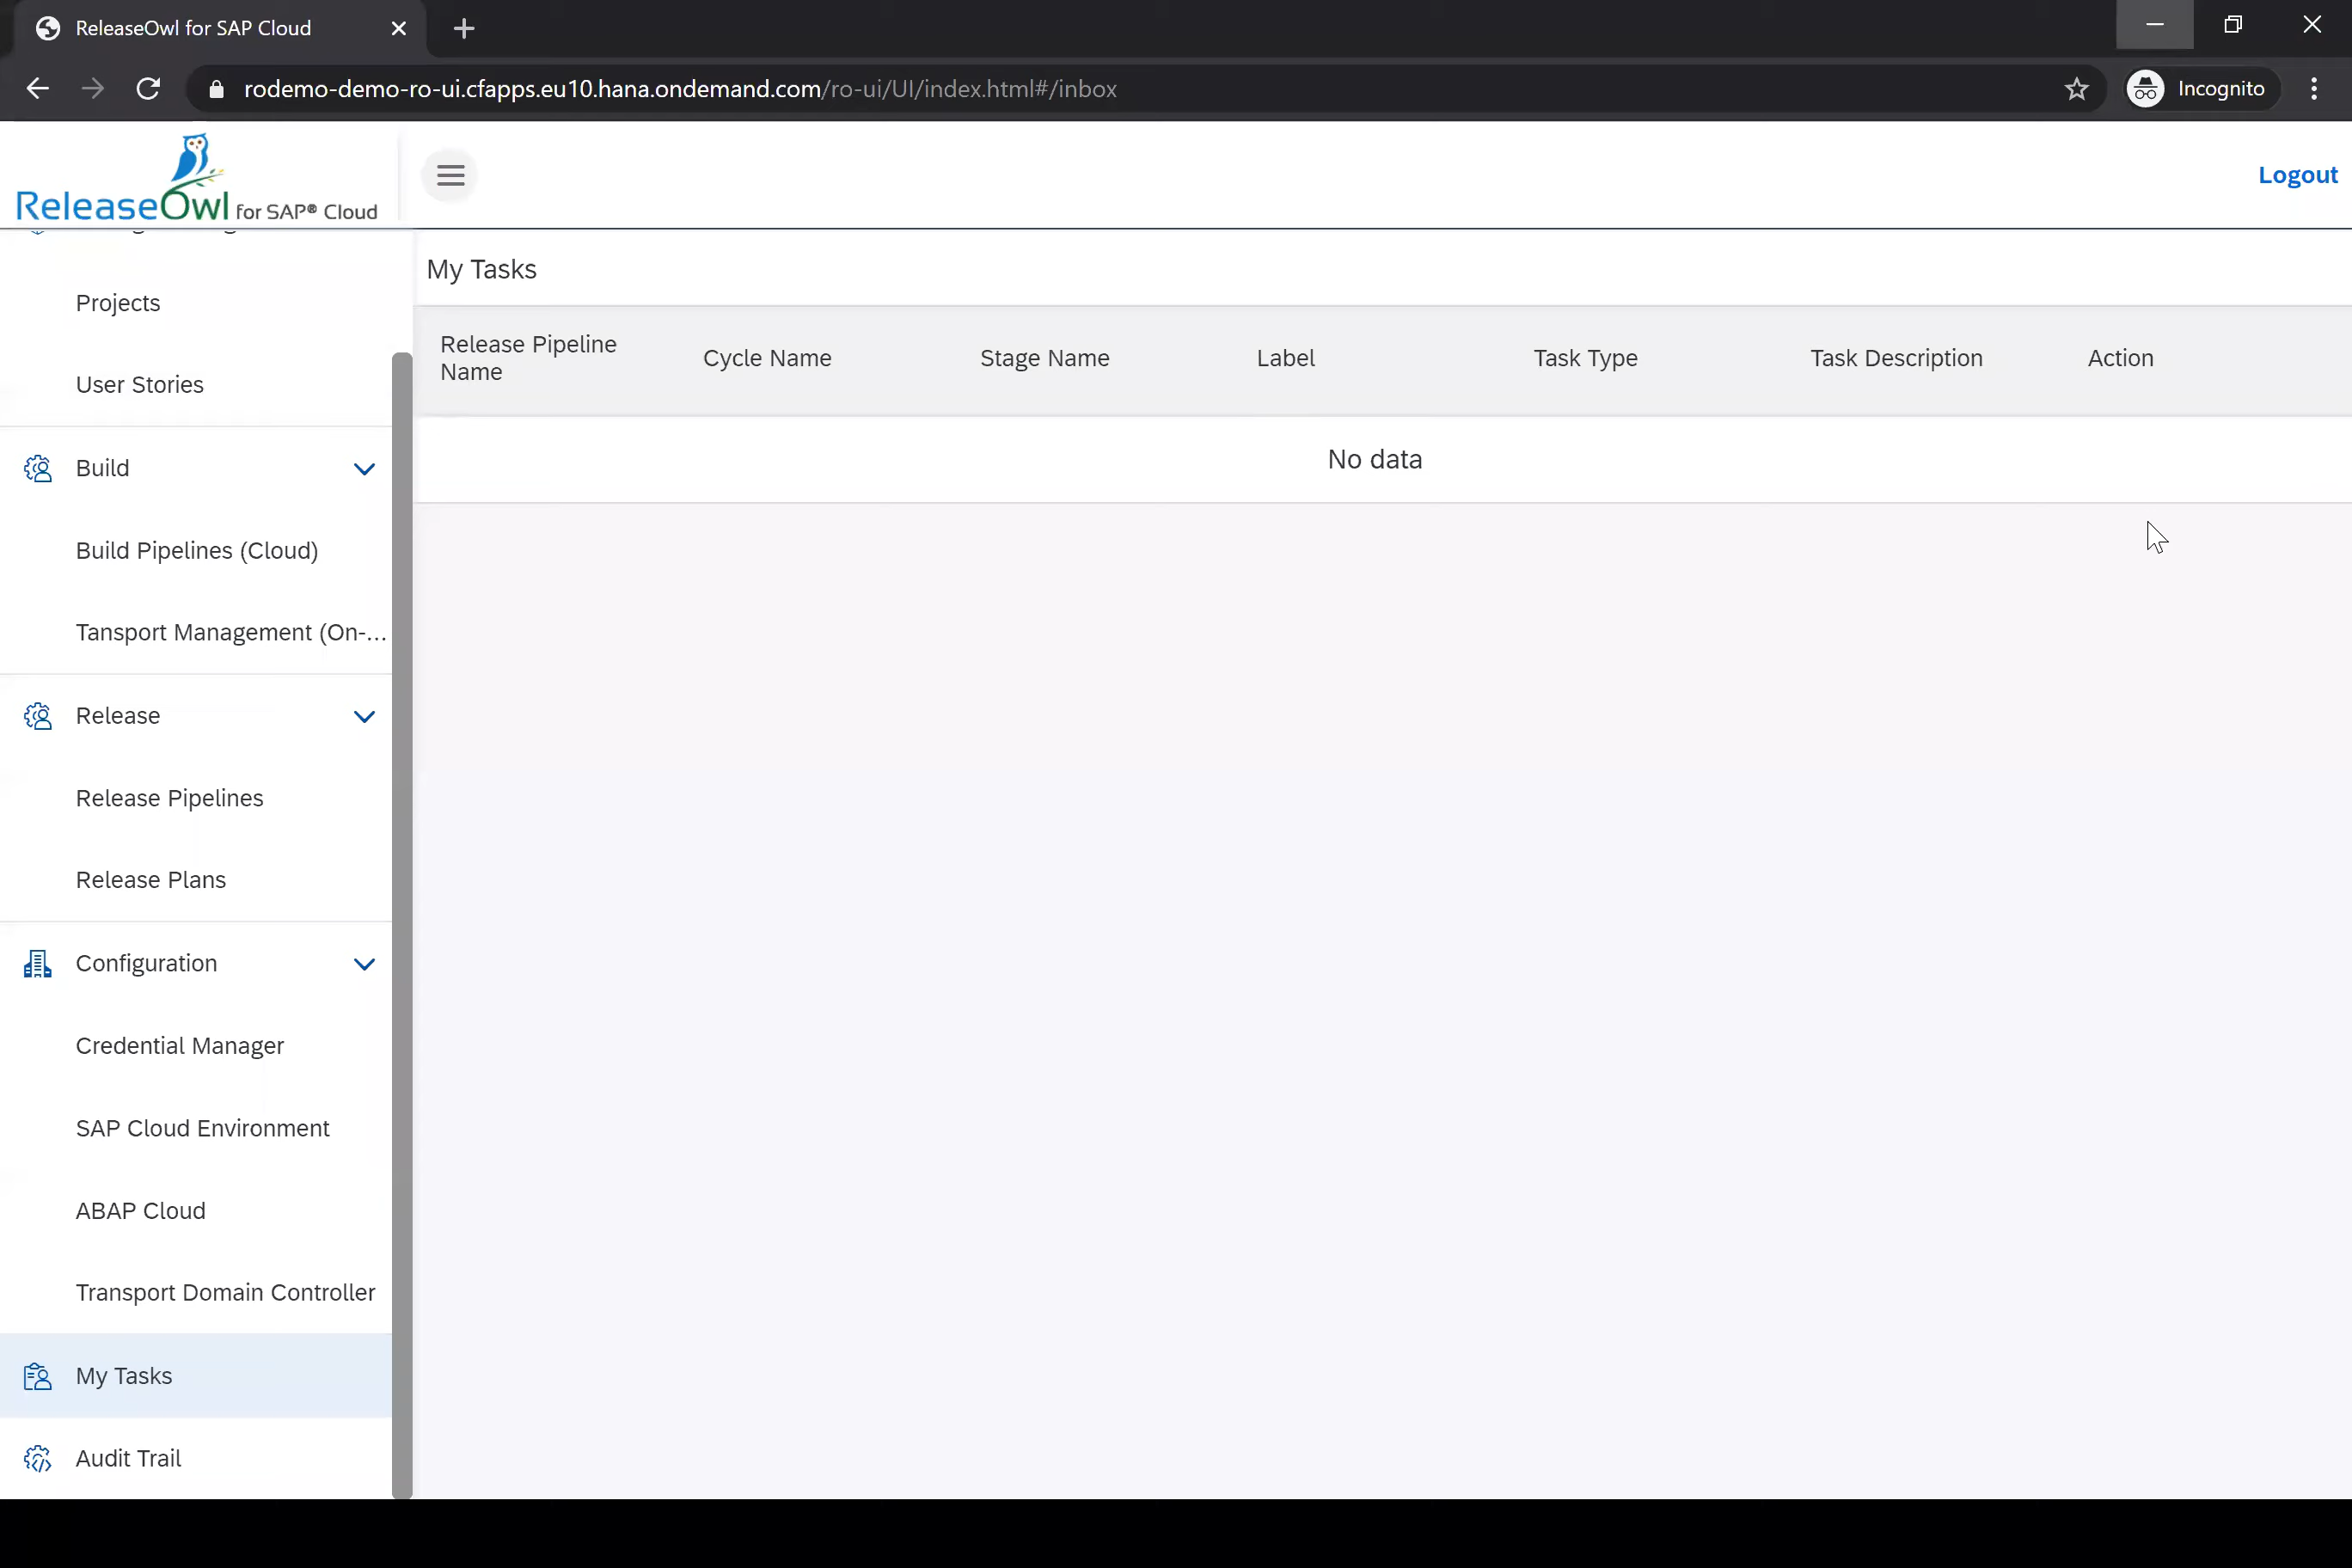 ReleaseOwl for SAP Cloud
rodemo-demo-ro-ui.cfapps.eu10.hana.ondemand.com/ro-ui/UI/index.html#/inbox
Incognito
ReleaseOwl for SAP® Cloud
Logout
Projects
User Stories
Build
Build Pipelines (Cloud)
Tansport Management (On-...
Release
Release Pipelines
Release Plans
Configuration
Credential Manager
SAP Cloud Environment
ABAP Cloud
Transport Domain Controller
My Tasks
Audit Trail
My Tasks
Release Pipeline
Name
Cycle Name
Stage Name
Label
Task Type
Task Description
Action
No data